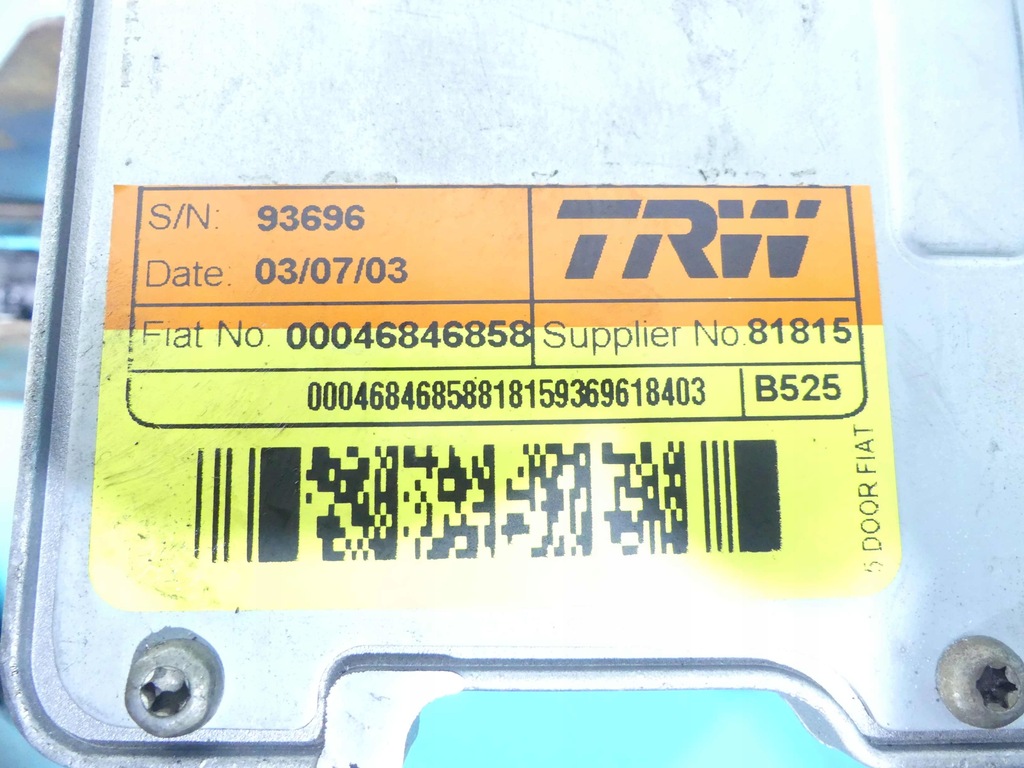 S/N: 93696
TRW
Date: 03/07/03
Fiat No. 00046846858
Supplier No. 81815
00046846858818159369618403
B525
5 DOOR FIAT